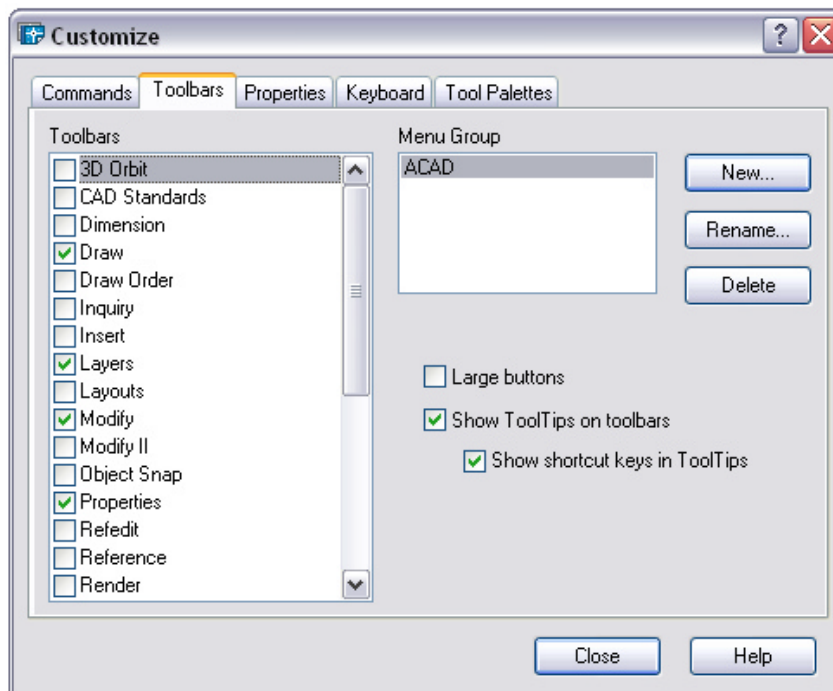 Customize
Commands
Toolbars
Properties
Keyboard
Tool Palettes
Toolbars
3D Orbit
CAD Standards
Dimension
Draw
Draw Order
Inquiry
Insert
Layers
Layouts
Modify
Modify II
Object Snap
Properties
Refedit
Reference
Render
Menu Group
ACAD
New...
Rename...
Delete
Large buttons
Show ToolTips on toolbars
Show shortcut keys in ToolTips
Close
Help